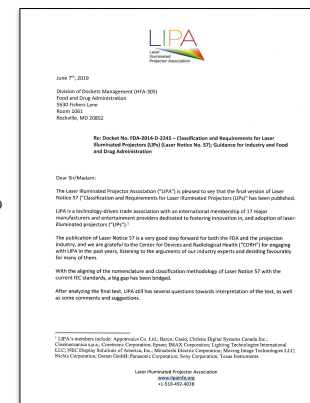 LIPA
Laser
Illuminated
Projector Association
June 7th, 2019
Division of Dockets Management (HFA-305)
Food and Drug Administration
5630 Fishers Lane
Room 1061
Rockville, MD 20852
Re: Docket No. FDA-2014-D-2245 – Classification and Requirements for Laser
Illuminated Projectors (LIPs) (Laser Notice No. 57); Guidance for Industry and Food
and Drug Administration
Dear Sir/Madam:
The Laser Illuminated Projector Association ("LIPA") is pleased to see that the final version of Laser
Notice 57 ("Classification and Requirements for Laser Illuminated Projectors (LIPs)" has been published.
LIPA is a technology-driven trade association with an international membership of 17 major
manufacturers and entertainment providers dedicated to fostering innovation in, and adoption of laser-
illuminated projectors ("LIPs").1
The publication of Laser Notice 57 is a very good step forward for both the FDA and the projection
industry, and we are grateful to the Center for Devices and Radiological Health ("CDRH") for engaging
with LIPA in the past years, listening to the arguments of our industry experts and deciding favourably
for many of them.
With the aligning of the nomenclature and classification methodology of Laser Notice 57 with the
current IEC standards, a big gap has been bridged.
After analyzing the final text, LIPA still has several questions towards interpretation of the text, as well
as some comments and suggestions.
1 LIPA's members include: Appotronics Co. Ltd.; Barco; Casio; Christie Digital Systems Canada Inc.;
Cinemeccanica s.p.a.; Coretronic Corporation; Epson; IMAX Corporation; Lighting Technologies International
LLC; NEC Display Solutions of America, Inc.; Mitsubishi Electric Corporation; Moving Image Technologies LLC;
Nichia Corporation; Osram GmbH; Panasonic Corporation; Sony Corporation; Texas Instruments.
Laser Illuminated Projector Association
www.lipainfo.org
+1-510-492-4028